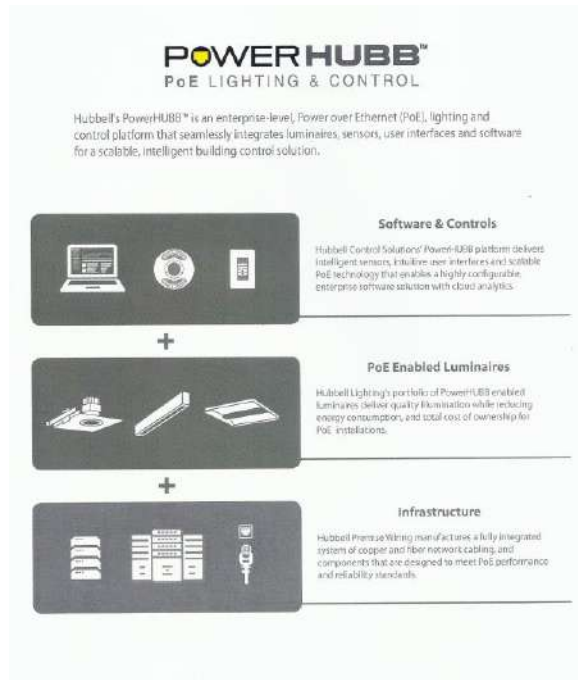 POWERHUBB™
PoE LIGHTING & CONTROL
Hubbell's PowerHUBB™ is an enterprise-level, Power over Ethernet (PoE), lighting and
control platform that seamlessly integrates luminaires, sensors, user interfaces and software
for a scalable, intelligent building control solution.
Software & Controls
Hubbell Control Solutions' PowerHUBB platform delivers
intelligent sensors, intuitive user interfaces and scalable
PoE technology that enables a highly configurable,
enterprise software solution with cloud analytics.
+
PoE Enabled Luminaires
Hubbell Lighting's portfolio of PowerHUBB enabled
luminaires deliver quality illumination while reducing
energy consumption, and total cost of ownership for
PoE installations.
+
Infrastructure
Hubbell Premise Wiring manufactures a fully integrated
system of copper and fiber network cabling, and
components that are designed to meet PoE performance
and reliability standards.